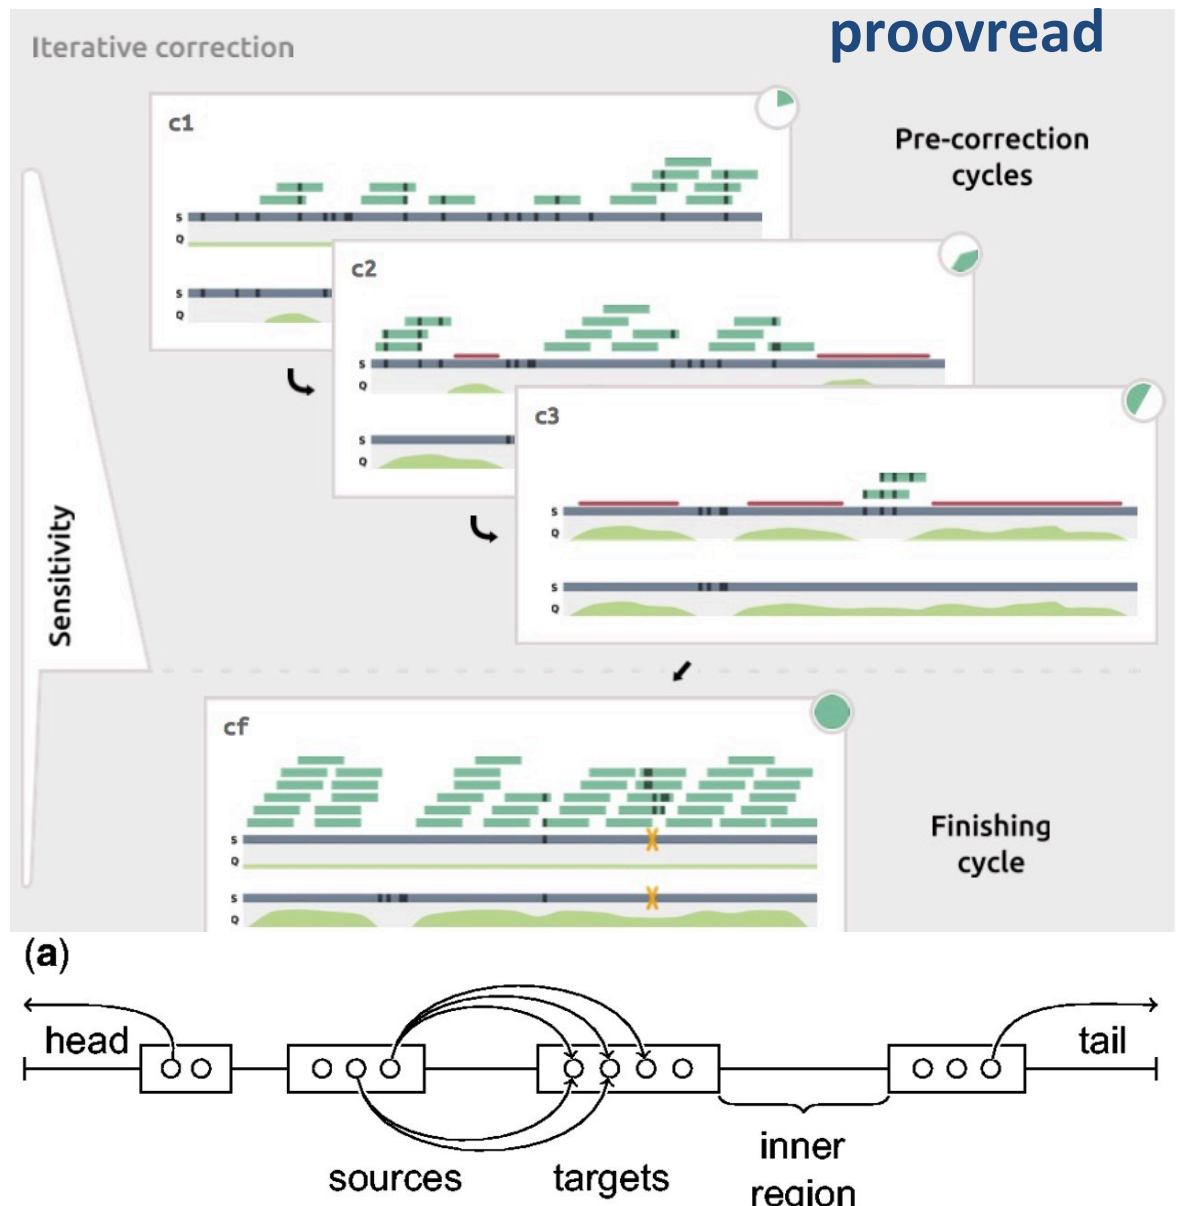 proovread
Iterative correction
c1
Pre-correction
cycles
S
Q
S
Q
c2
S
Q
S
Q
c3
S
Q
S
Q
Sensitivity
cf
S
Q
S
Q
Finishing
cycle
(a)
head
tail
sources
targets
inner
region